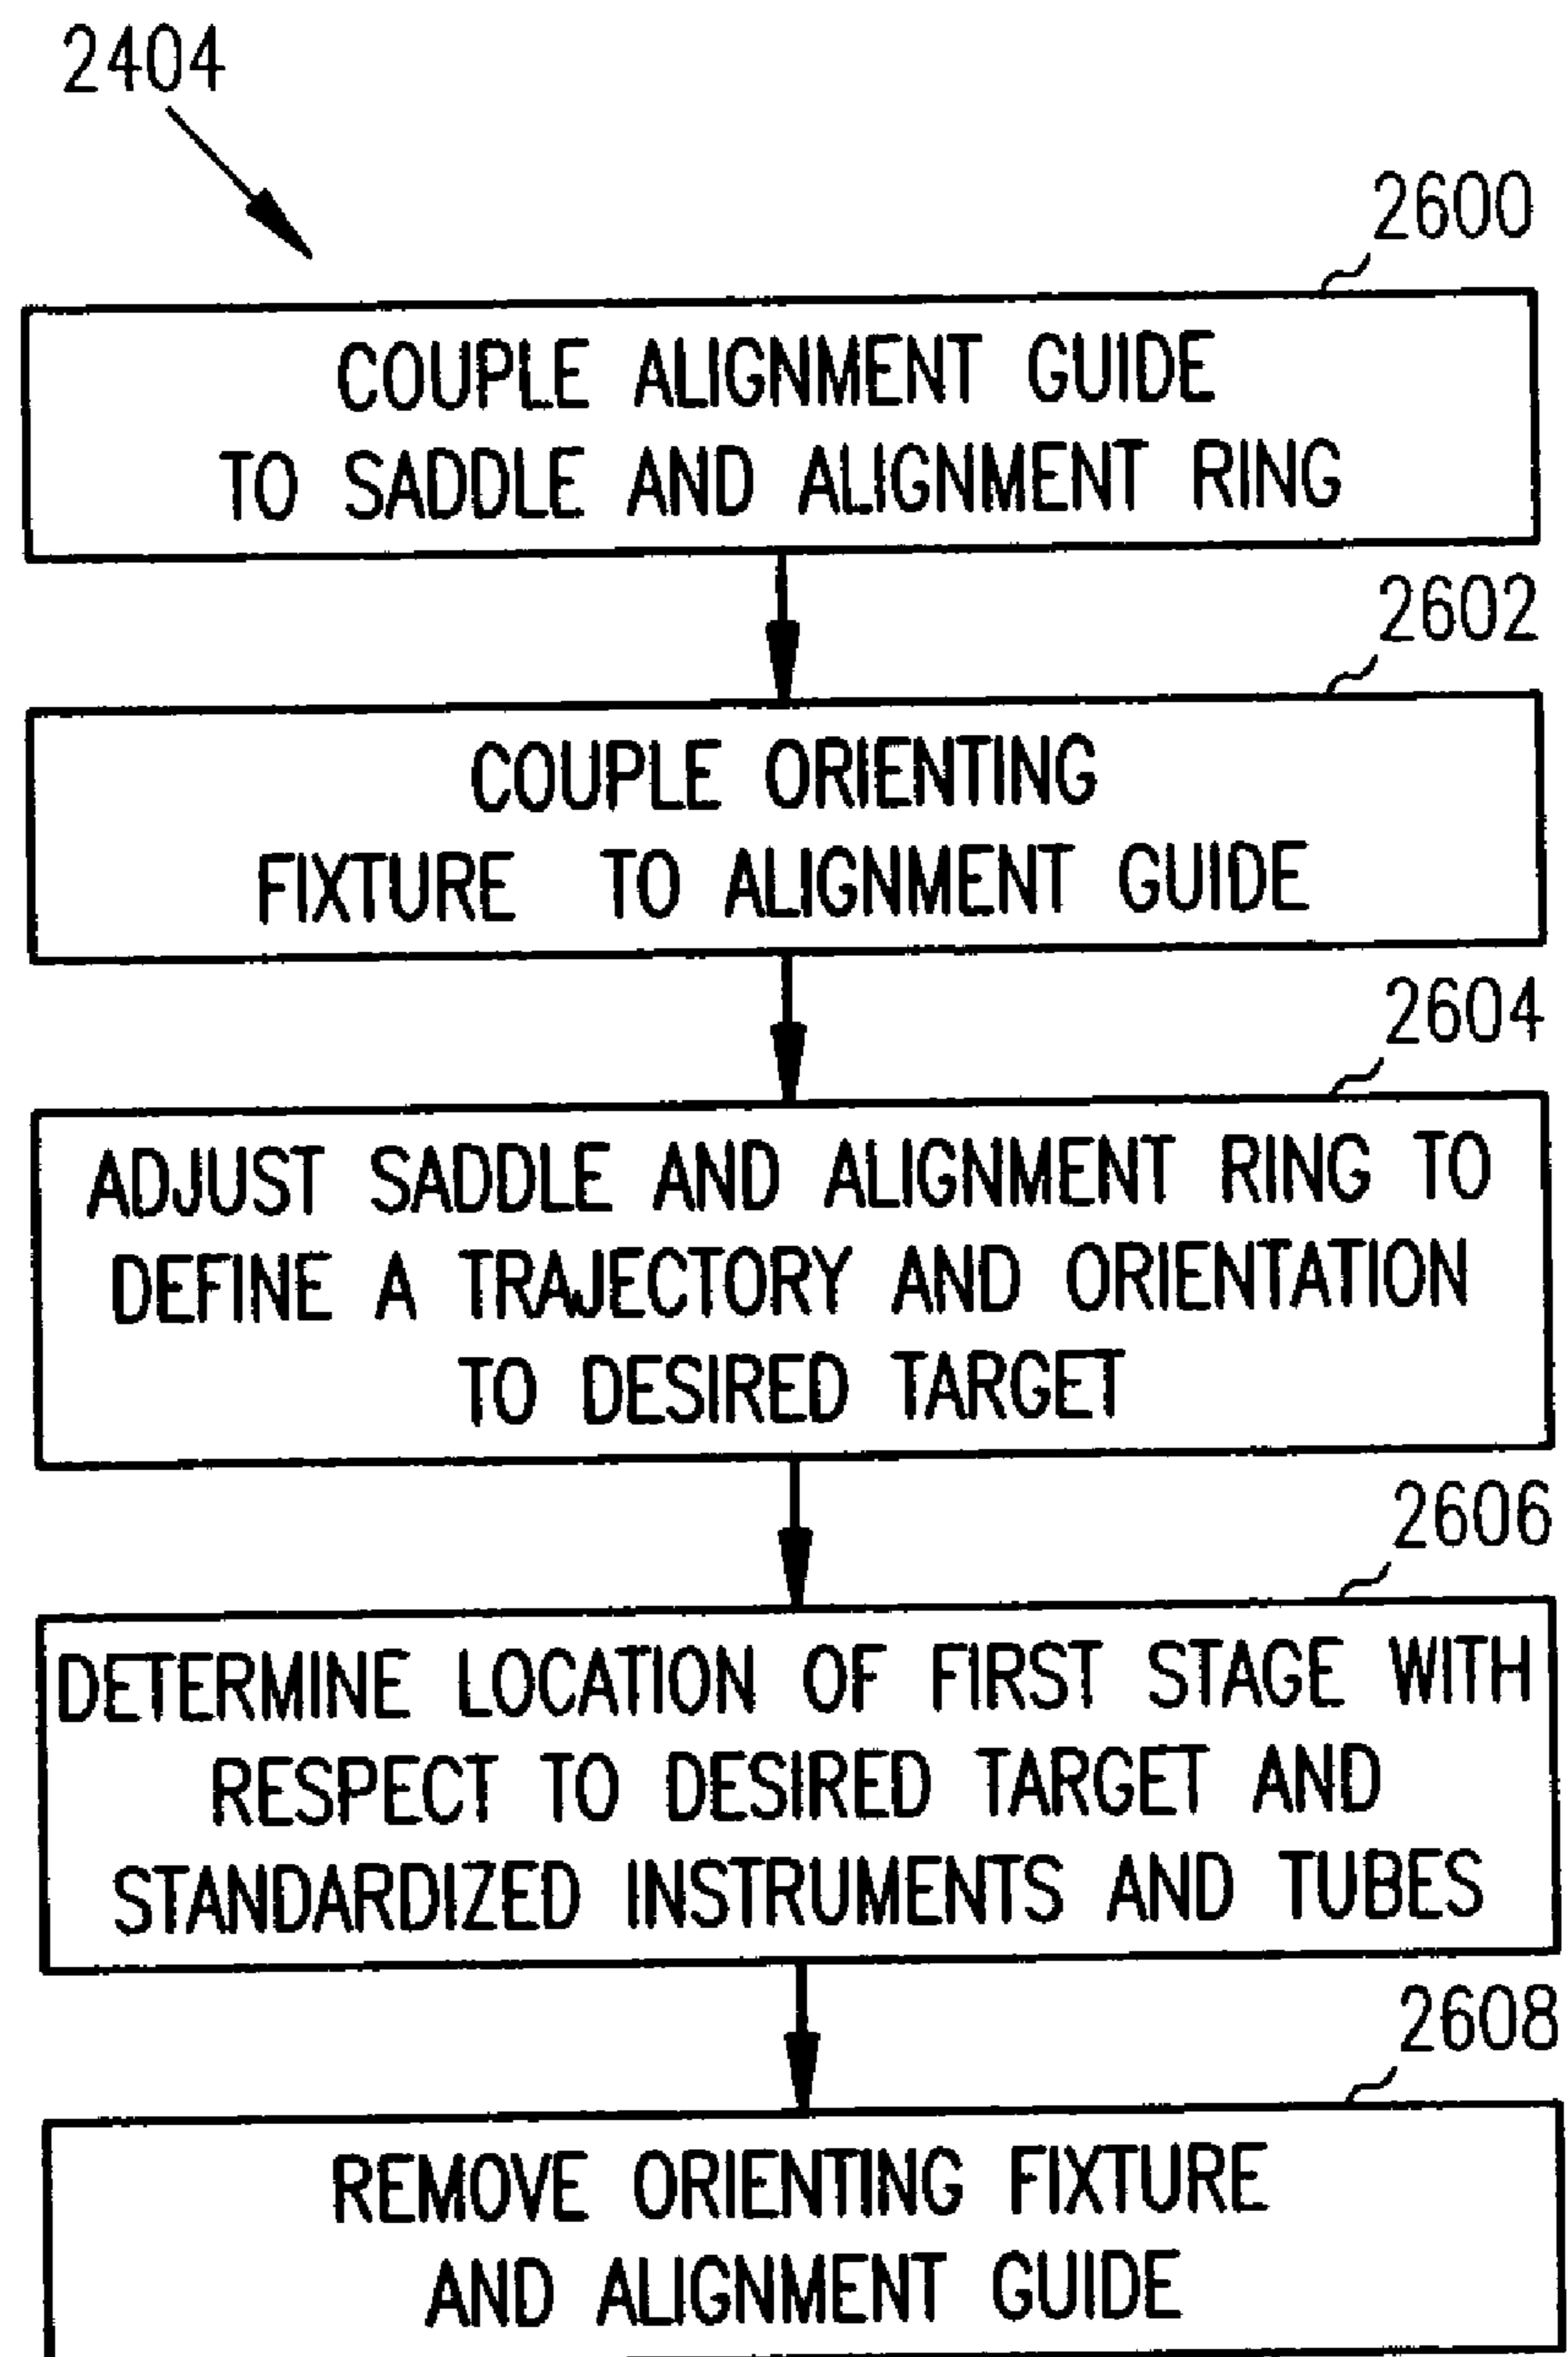 2404
2600
COUPLE ALIGNMENT GUIDE
TO SADDLE AND ALIGNMENT RING
2602
COUPLE ORIENTING
FIXTURE TO ALIGNMENT GUIDE
2604
ADJUST SADDLE AND ALIGNMENT RING TO
DEFINE A TRAJECTORY AND ORIENTATION
TO DESIRED TARGET
2606
DETERMINE LOCATION OF FIRST STAGE WITH
RESPECT TO DESIRED TARGET AND
STANDARDIZED INSTRUMENTS AND TUBES
2608
REMOVE ORIENTING FIXTURE
AND ALIGNMENT GUIDE